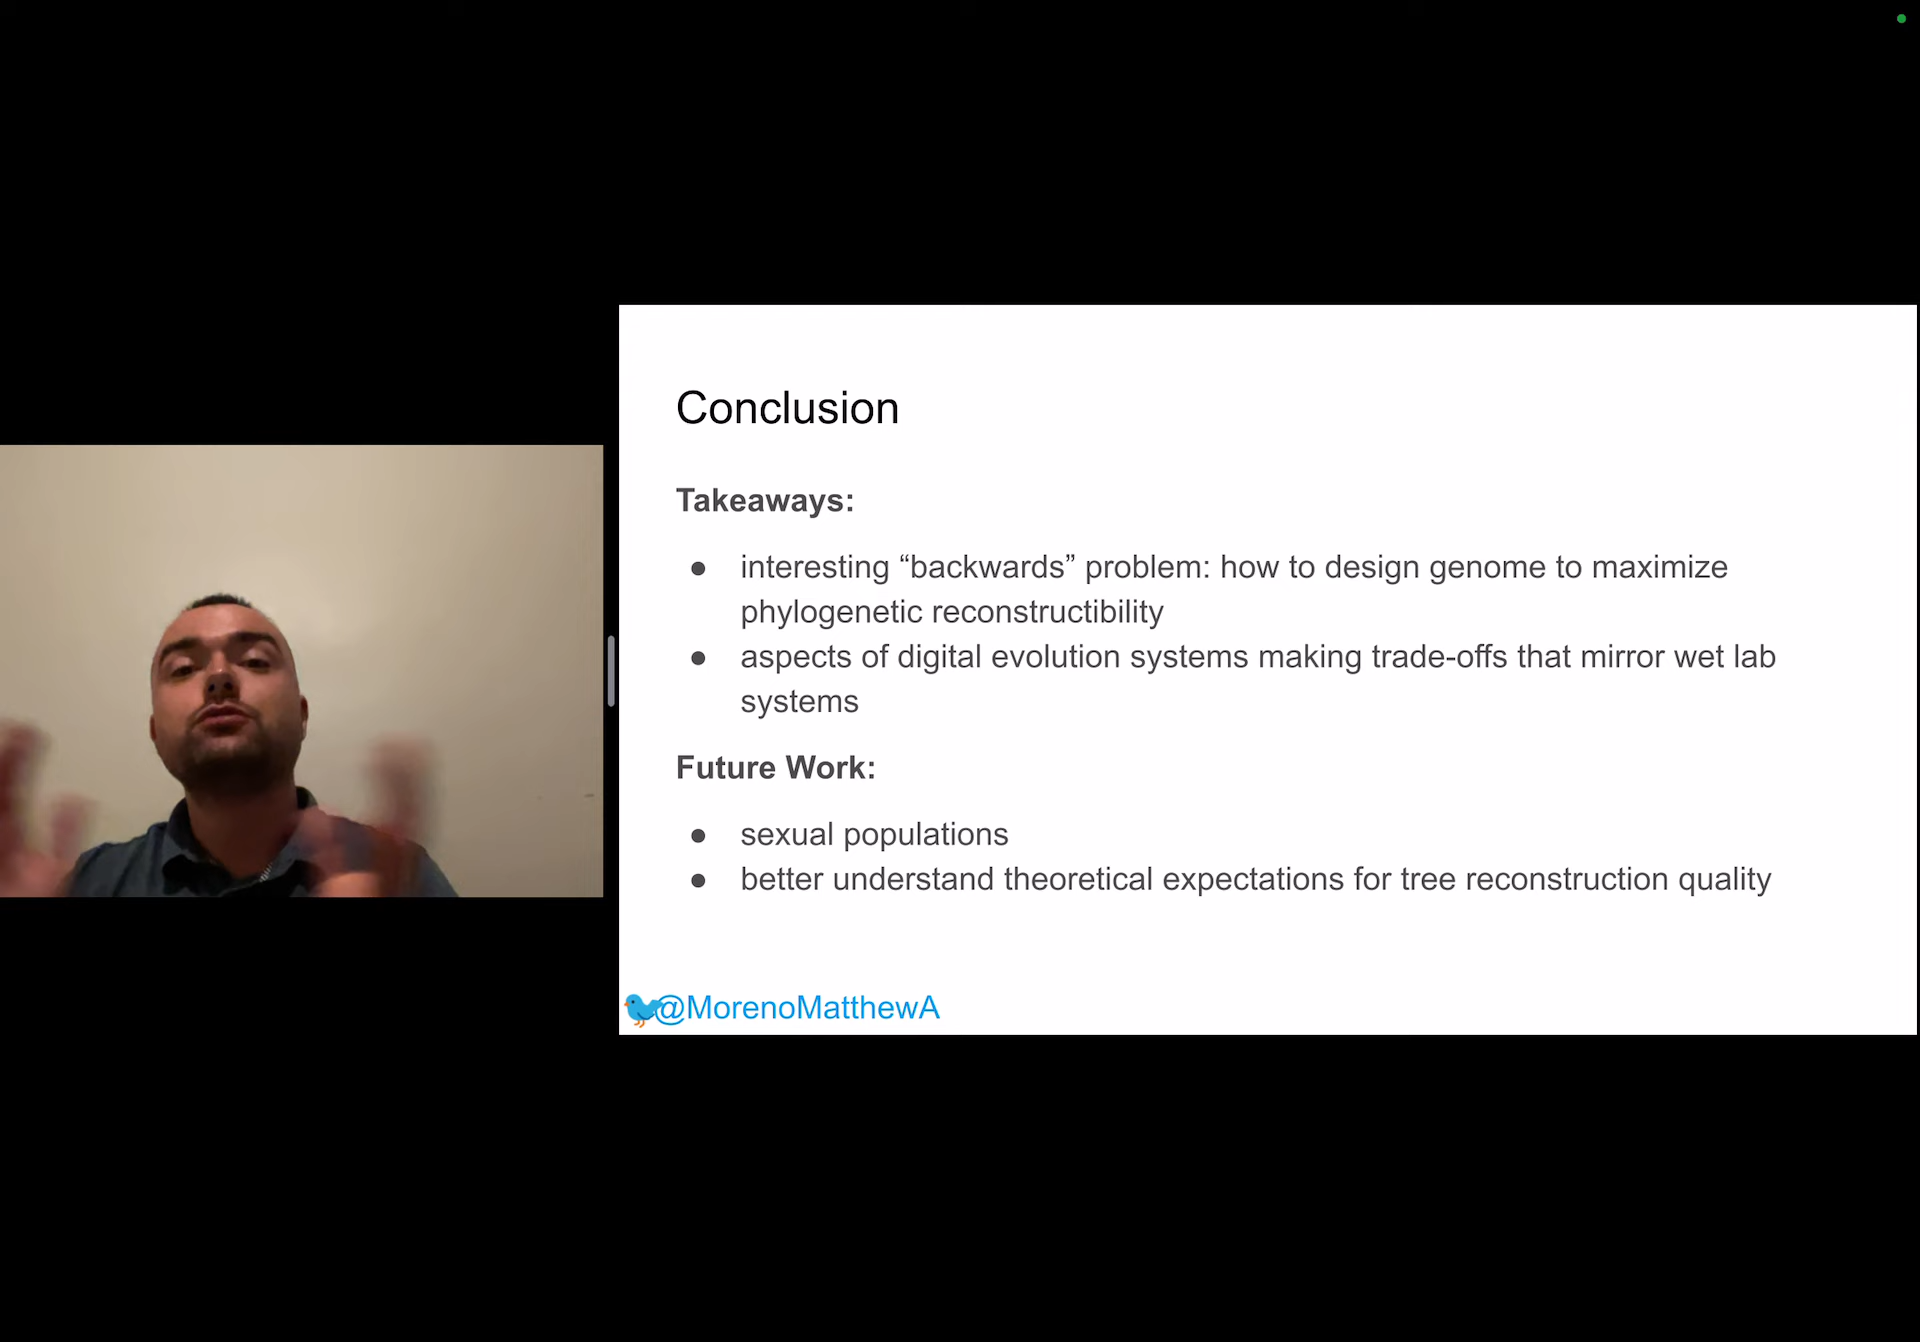 Conclusion
Takeaways:
● interesting “backwards” problem: how to design genome to maximize
phylogenetic reconstructibility
● aspects of digital evolution systems making trade-offs that mirror wet lab
systems
Future Work:
● sexual populations
● better understand theoretical expectations for tree reconstruction quality
@MorenoMatthewA